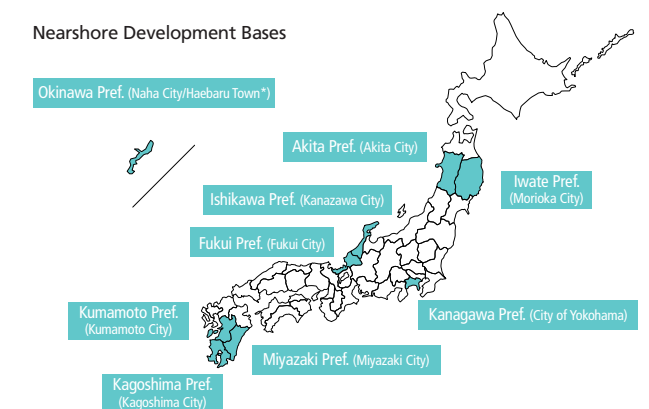 Nearshore Development Bases
Okinawa Pref. (Naha City/Haebaru Town*)
Akita Pref. (Akita City)
Iwate Pref.
(Morioka City)
Ishikawa Pref. (Kanazawa City)
Fukui Pref. (Fukui City)
Kumamoto Pref.
(Kumamoto City)
Kanagawa Pref. (City of Yokohama)
Miyazaki Pref. (Miyazaki City)
Kagoshima Pref.
(Kagoshima City)